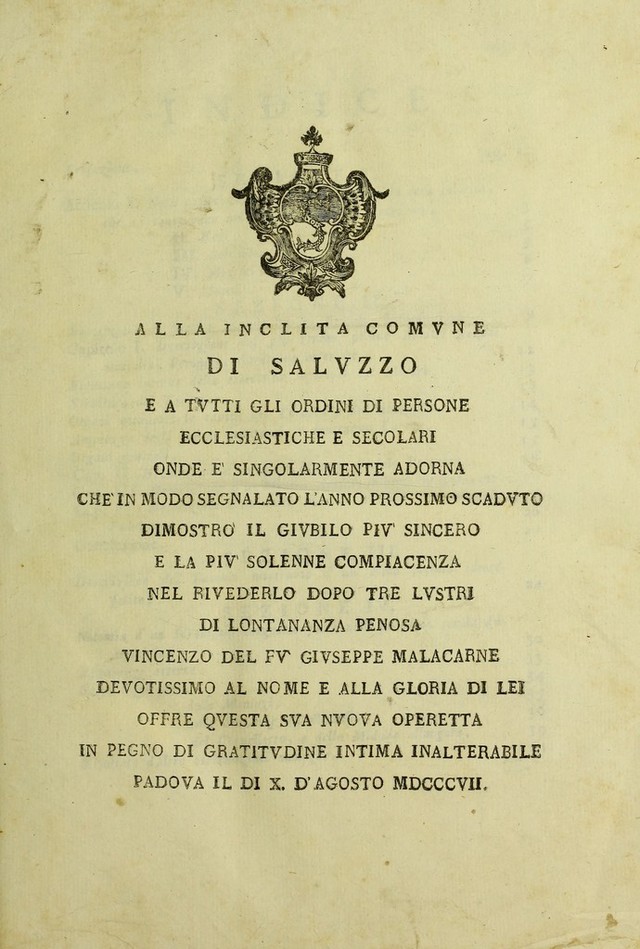 ALLA INCLITA COMVNE
DI SALVZZO
E A TVTTI GLI ORDINI DI PERSONE
ECCLESIASTICHE E SECOLARI
ONDE E' SINGOLARMENTE ADORNA
CHE' IN MODO SEGNALATO L'ANNO PROSSIMO SCADVTO
DIMOSTRO' IL GIVBILO PIV' SINCERO
E LA PIV' SOLENNE COMPIACENZA
NEL RIVEDERLO DOPO TRE LVSTRI
DI LONTANANZA PENOSA
VINCENZO DEL FV' GIVSEPPE MALACARNE
DEVOTISSIMO AL NOME E ALLA GLORIA DI LEI
OFFRE QVESTA SVA NVOVA OPERETTA
IN PEGNO DI GRATITVDINE INTIMA INALTERABILE
PADOVA IL DI X. D'AGOSTO MDCCCVII.